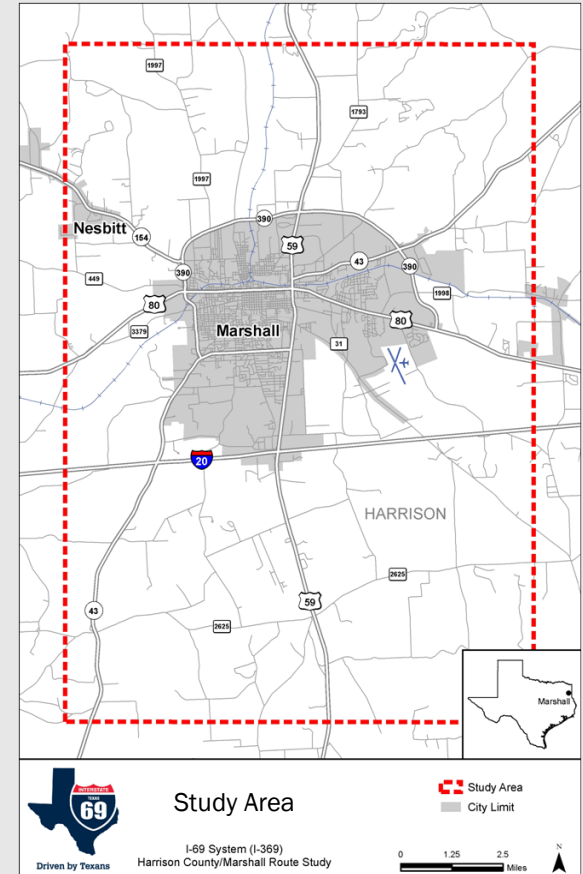 1997
1793
1997
390
Nesbitt
154
59
43
390
390
449
80
1998
3379
Marshall
80
31
20
HARRISON
2625
59
43
2625
Marshall
INTERSTATE
TEXAS
69
Driven by Texans
Study Area
I-69 System (I-369)
Harrison County/Marshall Route Study
Study Area
City Limit
0 1.25 2.5
Miles
N